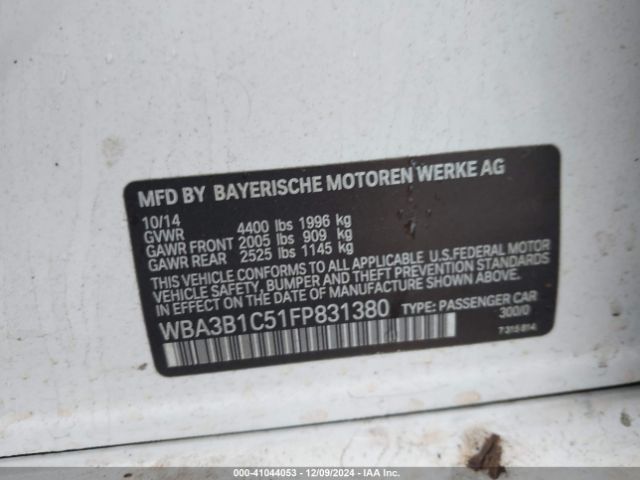 MFD BY BAYERISCHE MOTOREN WERKE AG
10/14
GVWR 4400 lbs 1996 kg
GAWR FRONT 2005 lbs 909 kg
GAWR REAR 2525 lbs 1145 kg
THIS VEHICLE CONFORMS TO ALL APPLICABLE U.S. FEDERAL MOTOR
VEHICLE SAFETY, BUMPER AND THEFT PREVENTION STANDARDS
IN EFFECT ON THE DATE OF MANUFACTURE SHOWN ABOVE.
WBA3B1C51FP831380 TYPE: PASSENGER CAR
300/0
7 315 814
000-41044053 - 12/09/2024 - IAA Inc.